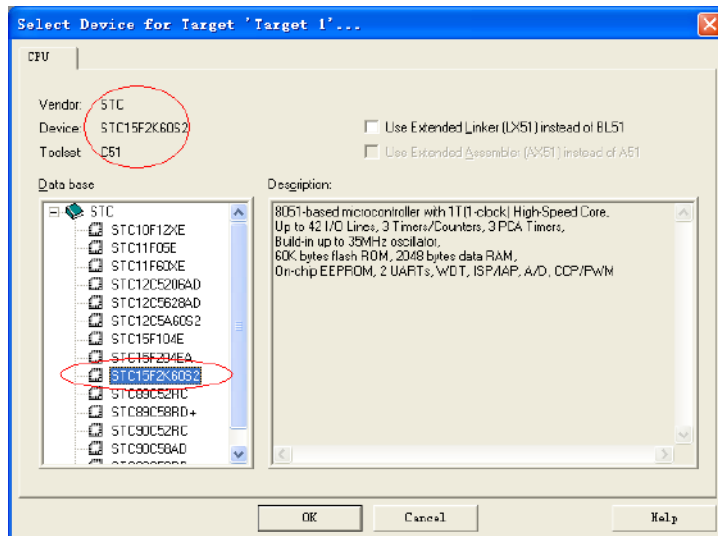 Select Device for Target 'Target 1'...
CPU
Vendor: STC
Device: STC15F2K60S2
Toolset: C51
Use Extended Linker (LX51) instead of BL51
Use Extended Assembler (AX51) instead of A51
Data base
Description:
STC
STC10F12XE
STC11F05E
STC11F60XE
STC12C5206AD
STC12C5628AD
STC12C5A60S2
STC15F104E
STC15F204EA
STC15F2K60S2
STC89C52RC
STC89C58RD+
STC90C52RC
STC90C58AD
8051-based microcontroller with 1T(1-clock) High-Speed Core.
Up to 42 I/O Lines, 3 Timers/Counters, 3 PCA Timers,
Build-in up to 35MHz oscillator,
60K bytes flash ROM, 2048 bytes data RAM,
On-chip EEPROM, 2 UARTs, WDT, ISP/IAP, A/D, CCP/PWM
OK
Cancel
Help